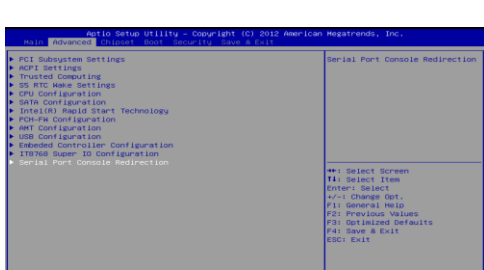 Aptio Setup Utility - Copyright (C) 2012 American Megatrends, Inc.
Main Advanced Chipset Boot Security Save & Exit
PCI Subsystem Settings
ACPI Settings
Trusted Computing
S5 RTC Wake Settings
CPU Configuration
SATA Configuration
Intel(R) Rapid Start Technology
PCH-FW Configuration
AMT Configuration
USB Configuration
Embeded Controller Configuration
IT8768 Super IO Configuration
Serial Port Console Redirection
Serial Port Console Redirection
→←: Select Screen
↑↓: Select Item
Enter: Select
+/-: Change Opt.
F1: General Help
F2: Previous Values
F3: Optimized Defaults
F4: Save & Exit
ESC: Exit